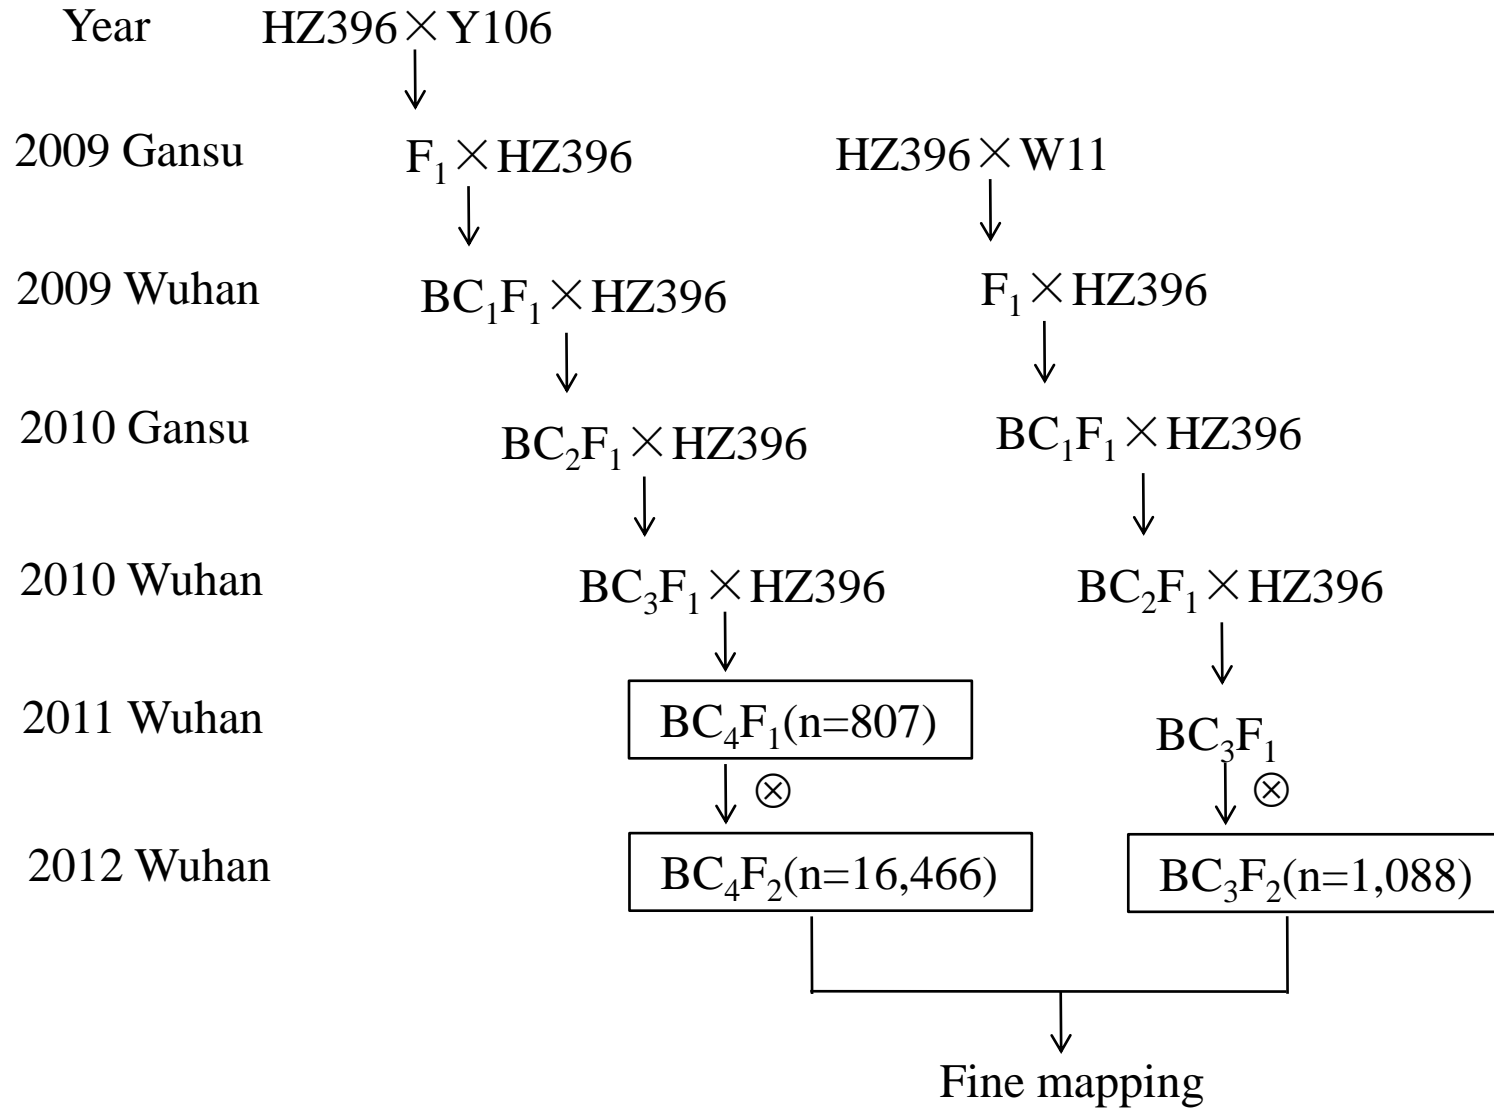 Year HZ396×Y106
2009 Gansu F₁×HZ396 HZ396×W11
2009 Wuhan BC₁F₁×HZ396 F₁×HZ396
2010 Gansu BC₂F₁×HZ396 BC₁F₁×HZ396
2010 Wuhan BC₃F₁×HZ396 BC₂F₁×HZ396
2011 Wuhan BC₄F₁(n=807) BC₃F₁
⊗ ⊗
2012 Wuhan BC₄F₂(n=16,466) BC₃F₂(n=1,088)
Fine mapping